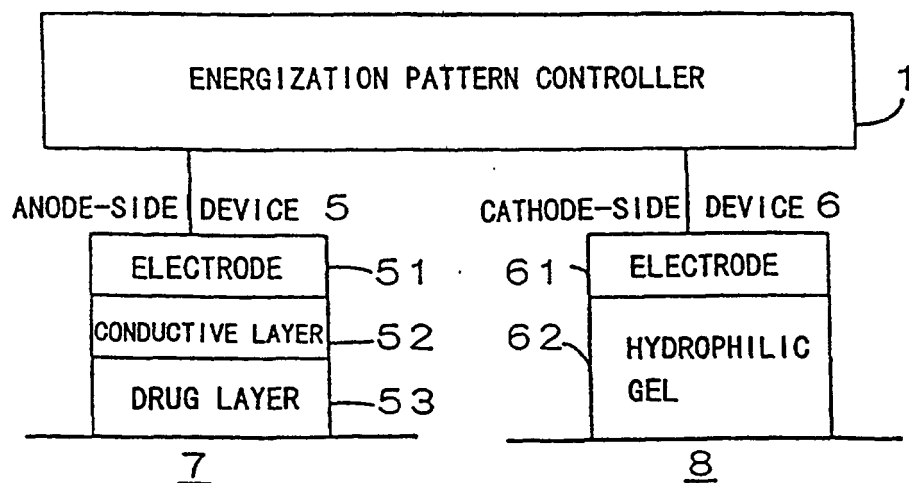 ENERGIZATION PATTERN CONTROLLER
1
ANODE-SIDE DEVICE 5
CATHODE-SIDE DEVICE 6
ELECTRODE 51
61 ELECTRODE
CONDUCTIVE LAYER 52
62 HYDROPHILIC
GEL
DRUG LAYER 53
7
8